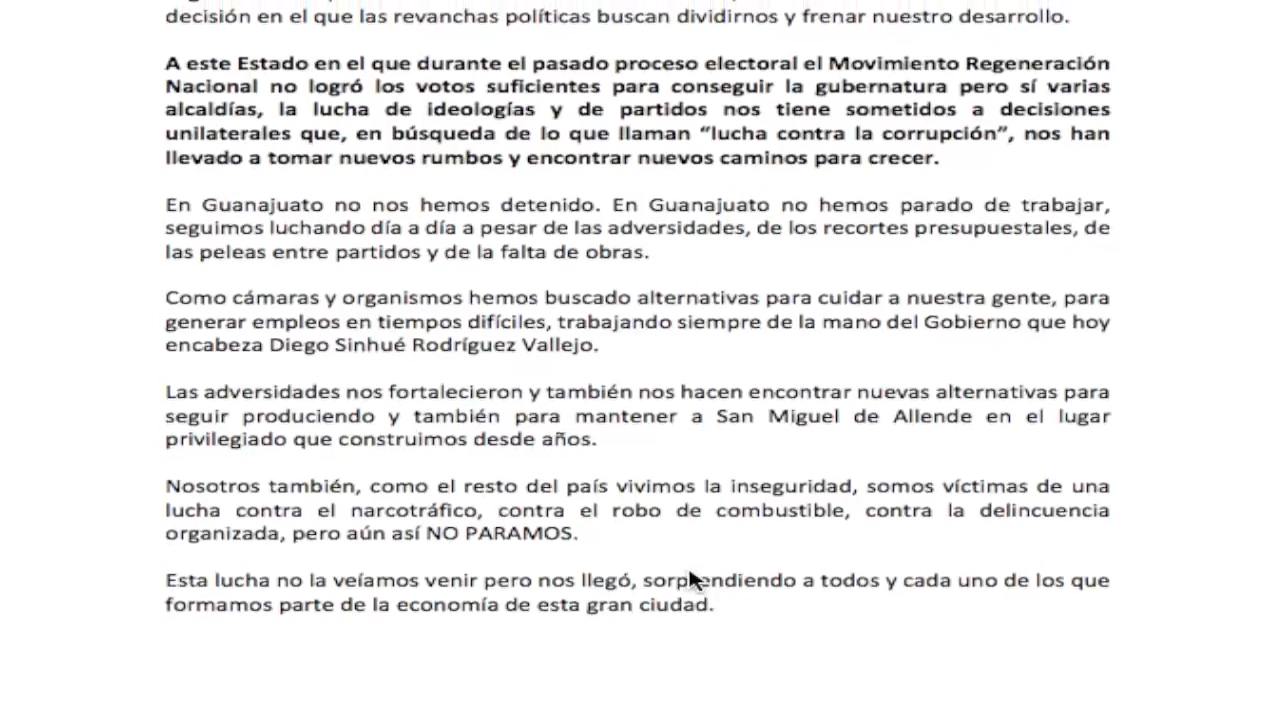 decisión en el que las revanchas políticas buscan dividirnos y frenar nuestro desarrollo.
A este Estado en el que durante el pasado proceso electoral el Movimiento Regeneración
Nacional no logró los votos suficientes para conseguir la gubernatura pero sí varias
alcaldías, la lucha de ideologías y de partidos nos tiene sometidos a decisiones
unilaterales que, en búsqueda de lo que llaman “lucha contra la corrupción”, nos han
llevado a tomar nuevos rumbos y encontrar nuevos caminos para crecer.
En Guanajuato no nos hemos detenido. En Guanajuato no hemos parado de trabajar,
seguimos luchando día a día a pesar de las adversidades, de los recortes presupuestales, de
las peleas entre partidos y de la falta de obras.
Como cámaras y organismos hemos buscado alternativas para cuidar a nuestra gente, para
generar empleos en tiempos difíciles, trabajando siempre de la mano del Gobierno que hoy
encabeza Diego Sinhué Rodríguez Vallejo.
Las adversidades nos fortalecieron y también nos hacen encontrar nuevas alternativas para
seguir produciendo y también para mantener a San Miguel de Allende en el lugar
privilegiado que construimos desde años.
Nosotros también, como el resto del país vivimos la inseguridad, somos víctimas de una
lucha contra el narcotráfico, contra el robo de combustible, contra la delincuencia
organizada, pero aún así NO PARAMOS.
Esta lucha no la veíamos venir pero nos llegó, sorprendiendo a todos y cada uno de los que
formamos parte de la economía de esta gran ciudad.